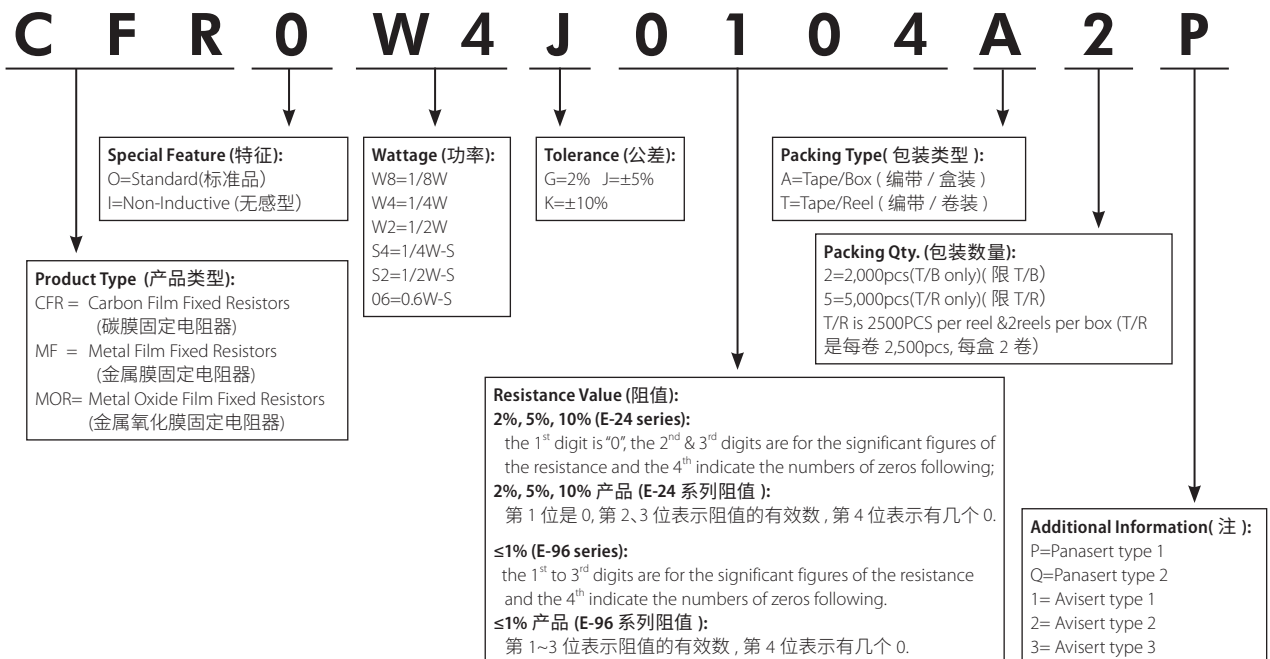 C F R 0 W 4 J 0 1 0 4 A 2 P
Special Feature (特征):
O=Standard(标准品)
I=Non-Inductive (无感型)
Wattage (功率):
W8=1/8W
W4=1/4W
W2=1/2W
S4=1/4W-S
S2=1/2W-S
06=0.6W-S
Tolerance (公差):
G=2% J=±5%
K=±10%
Packing Type( 包装类型 ):
A=Tape/Box ( 编带 / 盒装 )
T=Tape/Reel ( 编带 / 卷装 )
Packing Qty. (包装数量):
2=2,000pcs(T/B only)( 限 T/B)
5=5,000pcs(T/R only)( 限 T/R)
T/R is 2500PCS per reel &2reels per box (T/R
是每卷 2,500pcs, 每盒 2 卷)
Product Type (产品类型):
CFR = Carbon Film Fixed Resistors
(碳膜固定电阻器)
MF = Metal Film Fixed Resistors
(金属膜固定电阻器)
MOR= Metal Oxide Film Fixed Resistors
(金属氧化膜固定电阻器)
Resistance Value (阻值):
2%, 5%, 10% (E-24 series):
the 1st digit is "0", the 2nd & 3rd digits are for the significant figures of
the resistance and the 4th indicate the numbers of zeros following;
2%, 5%, 10% 产品 (E-24 系列阻值 ):
第 1 位是 0, 第 2、3 位表示阻值的有效数 , 第 4 位表示有几个 0.
≤1% (E-96 series):
the 1st to 3rd digits are for the significant figures of the resistance
and the 4th indicate the numbers of zeros following.
≤1% 产品 (E-96 系列阻值 ):
第 1~3 位表示阻值的有效数 , 第 4 位表示有几个 0.
Additional Information( 注 ):
P=Panasert type 1
Q=Panasert type 2
1= Avisert type 1
2= Avisert type 2
3= Avisert type 3